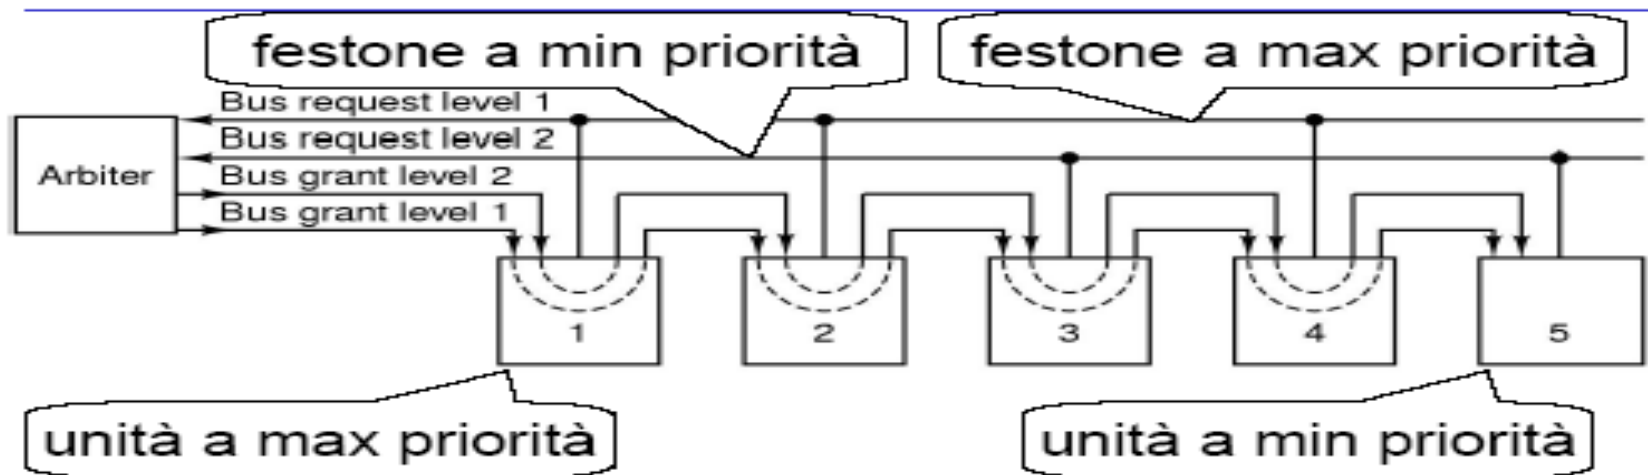 festone a min priorità
festone a max priorità
Bus request level 1
Bus request level 2
Arbiter
Bus grant level 2
Bus grant level 1
1
2
3
4
5
unità a max priorità
unità a min priorità